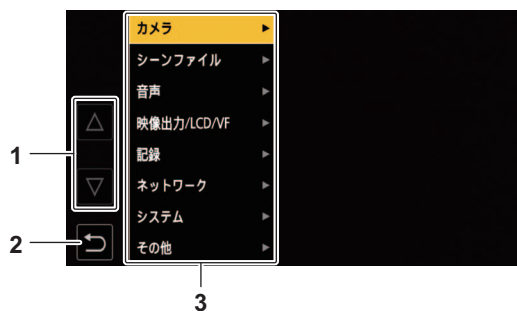 カメラ
シーンファイル
音声
映像出力/LCD/VF
記録
ネットワーク
システム
その他
1
2
3